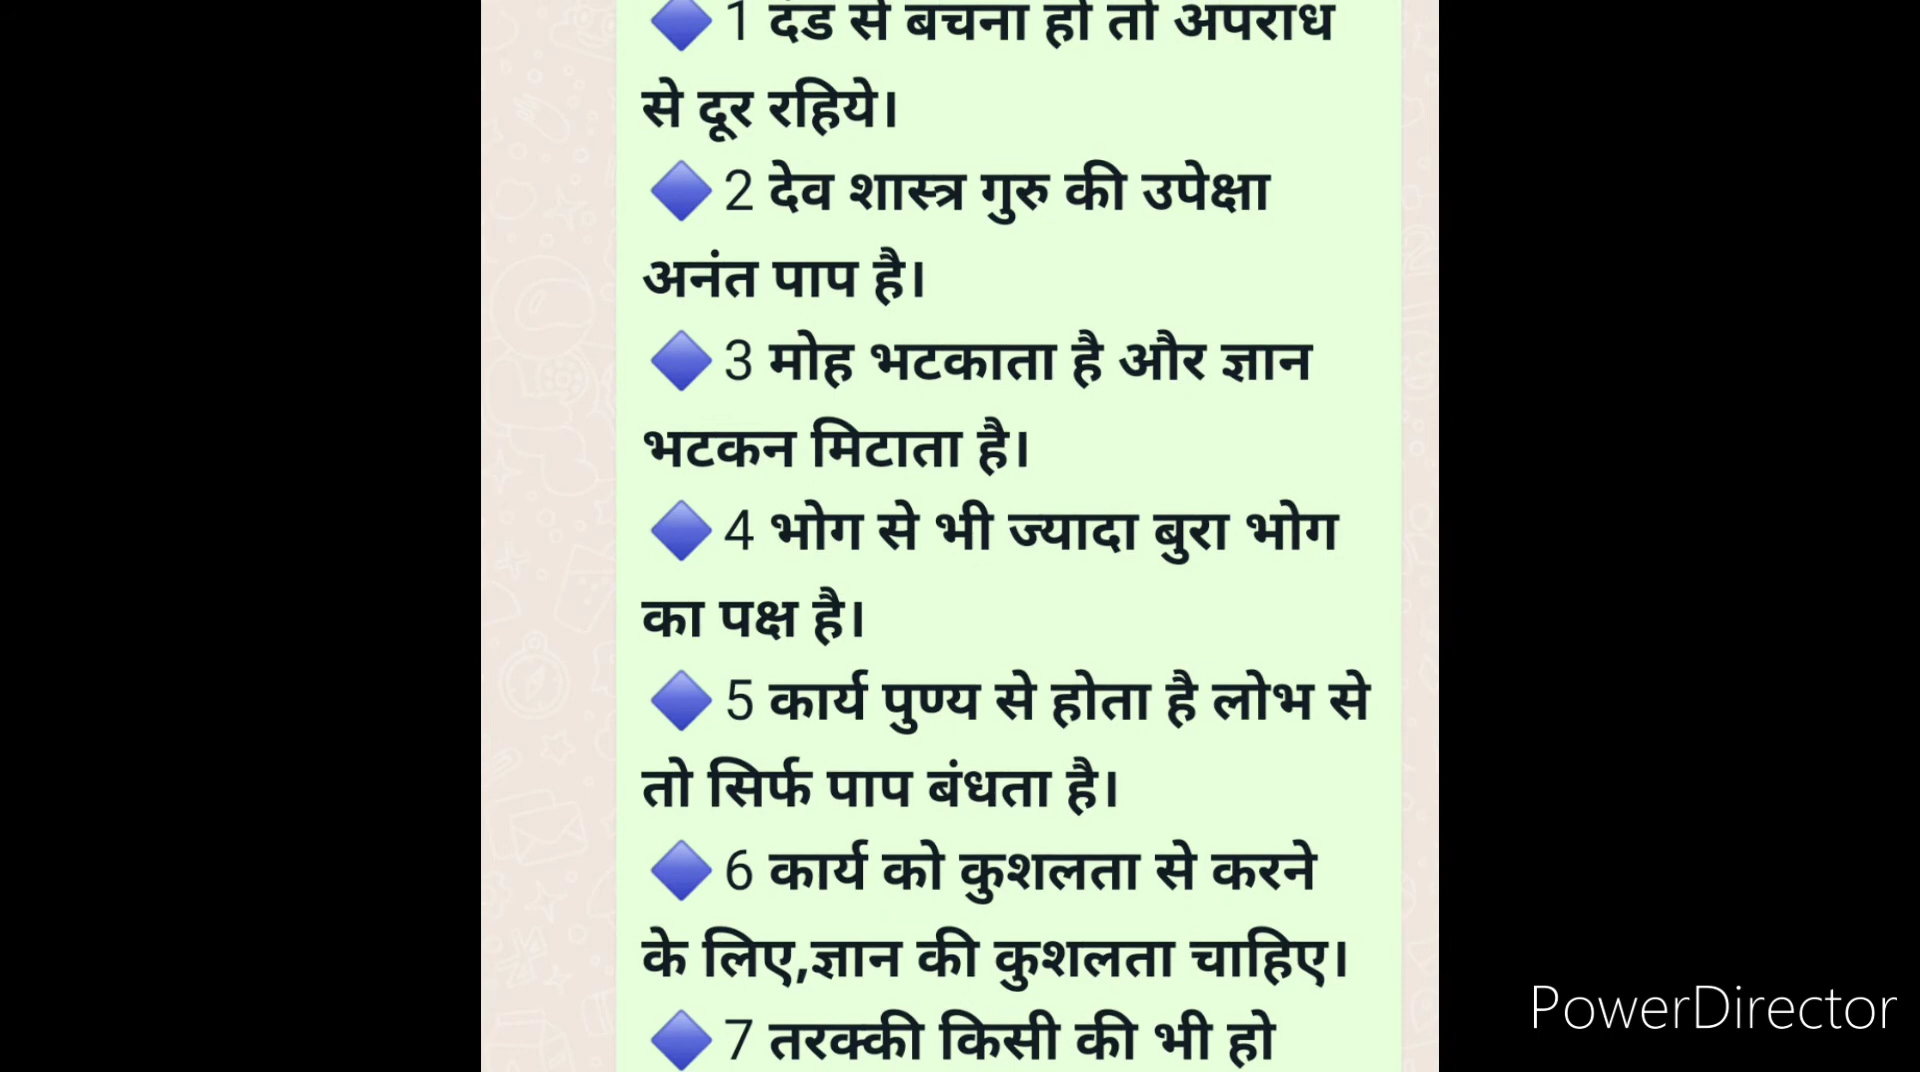 🔷 1 दंड से बचना हो तो अपराध
से दूर रहिये।
🔷 2 देव शास्त्र गुरु की उपेक्षा
अनंत पाप है।
🔷 3 मोह भटकाता है और ज्ञान
भटकन मिटाता है।
🔷 4 भोग से भी ज्यादा बुरा भोग
का पक्ष है।
🔷 5 कार्य पुण्य से होता है लोभ से
तो सिर्फ पाप बंधता है।
🔷 6 कार्य को कुशलता से करने
के लिए,ज्ञान की कुशलता चाहिए।
🔷 7 तरक्की किसी की भी हो
PowerDirector